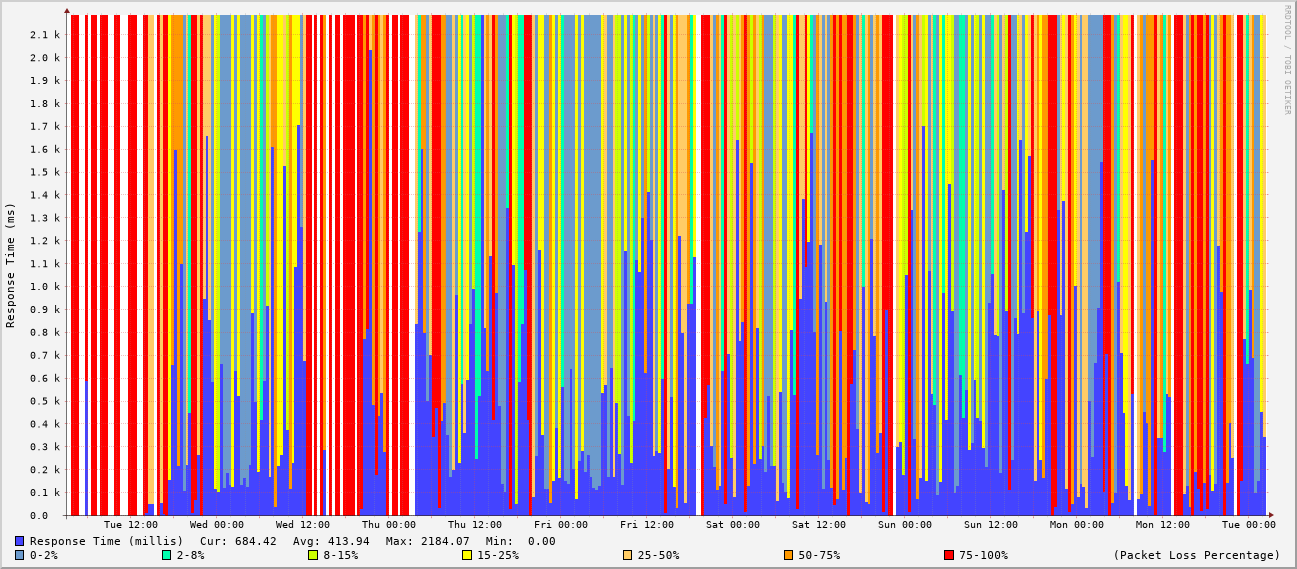 RRDTOOL / TOBI OETIKER
Response Time (ms)
2.1 k
2.0 k
1.9 k
1.8 k
1.7 k
1.6 k
1.5 k
1.4 k
1.3 k
1.2 k
1.1 k
1.0 k
0.9 k
0.8 k
0.7 k
0.6 k
0.5 k
0.4 k
0.3 k
0.2 k
0.1 k
0.0
Tue 12:00 Wed 00:00 Wed 12:00 Thu 00:00 Thu 12:00 Fri 00:00 Fri 12:00 Sat 00:00 Sat 12:00 Sun 00:00 Sun 12:00 Mon 00:00 Mon 12:00 Tue 00:00
Response Time (millis) Cur: 684.42 Avg: 413.94 Max: 2184.07 Min: 0.00
0-2% 2-8% 8-15% 15-25% 25-50% 50-75% 75-100% (Packet Loss Percentage)